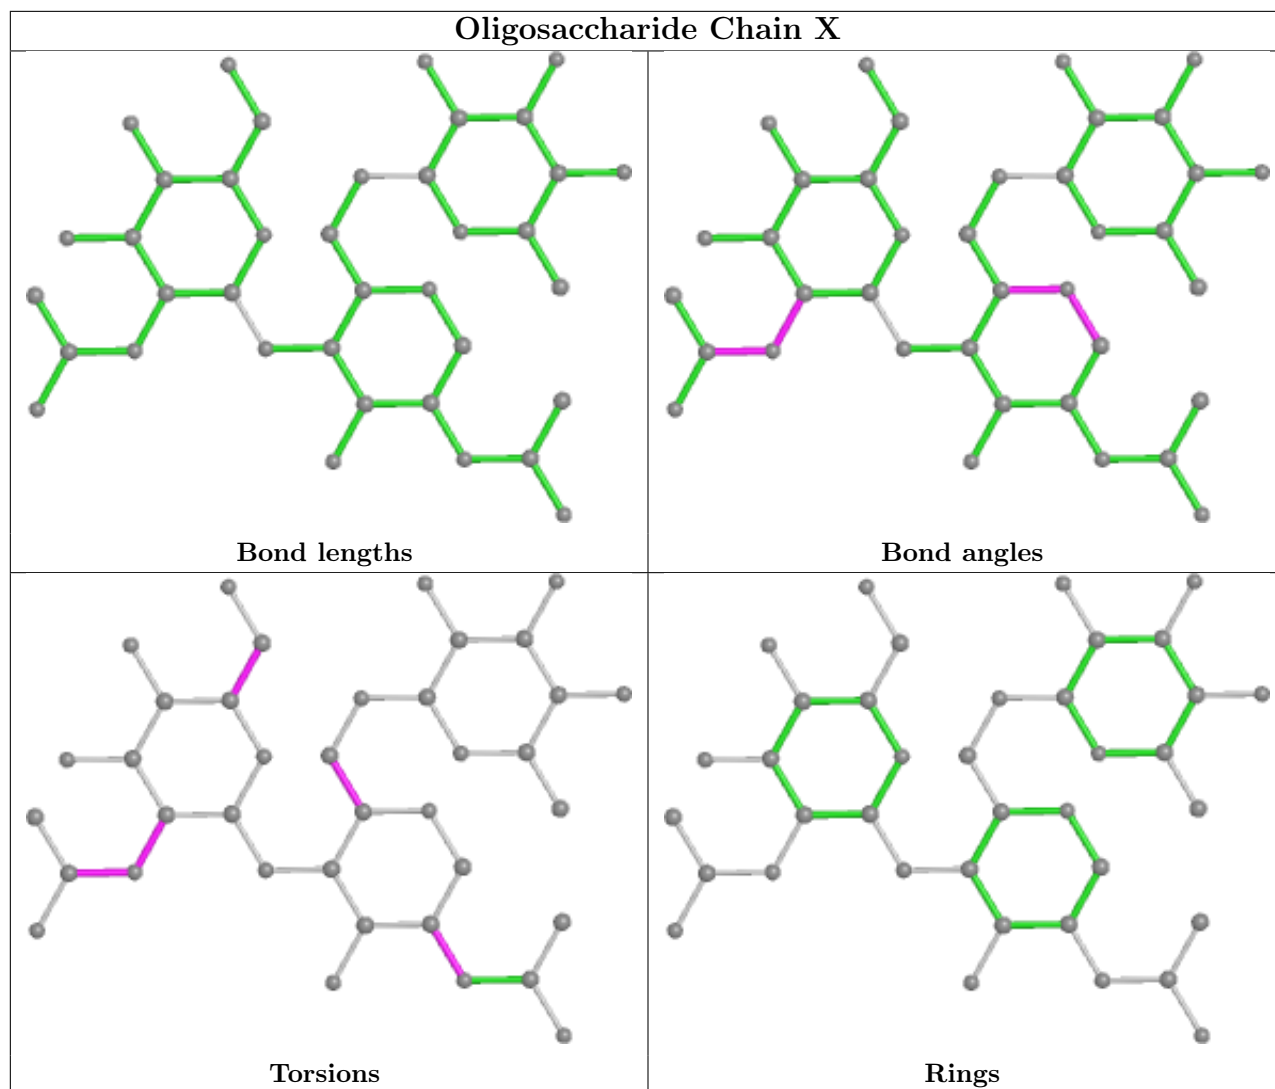 Oligosaccharide Chain X
Bond lengths
Bond angles
Torsions
Rings